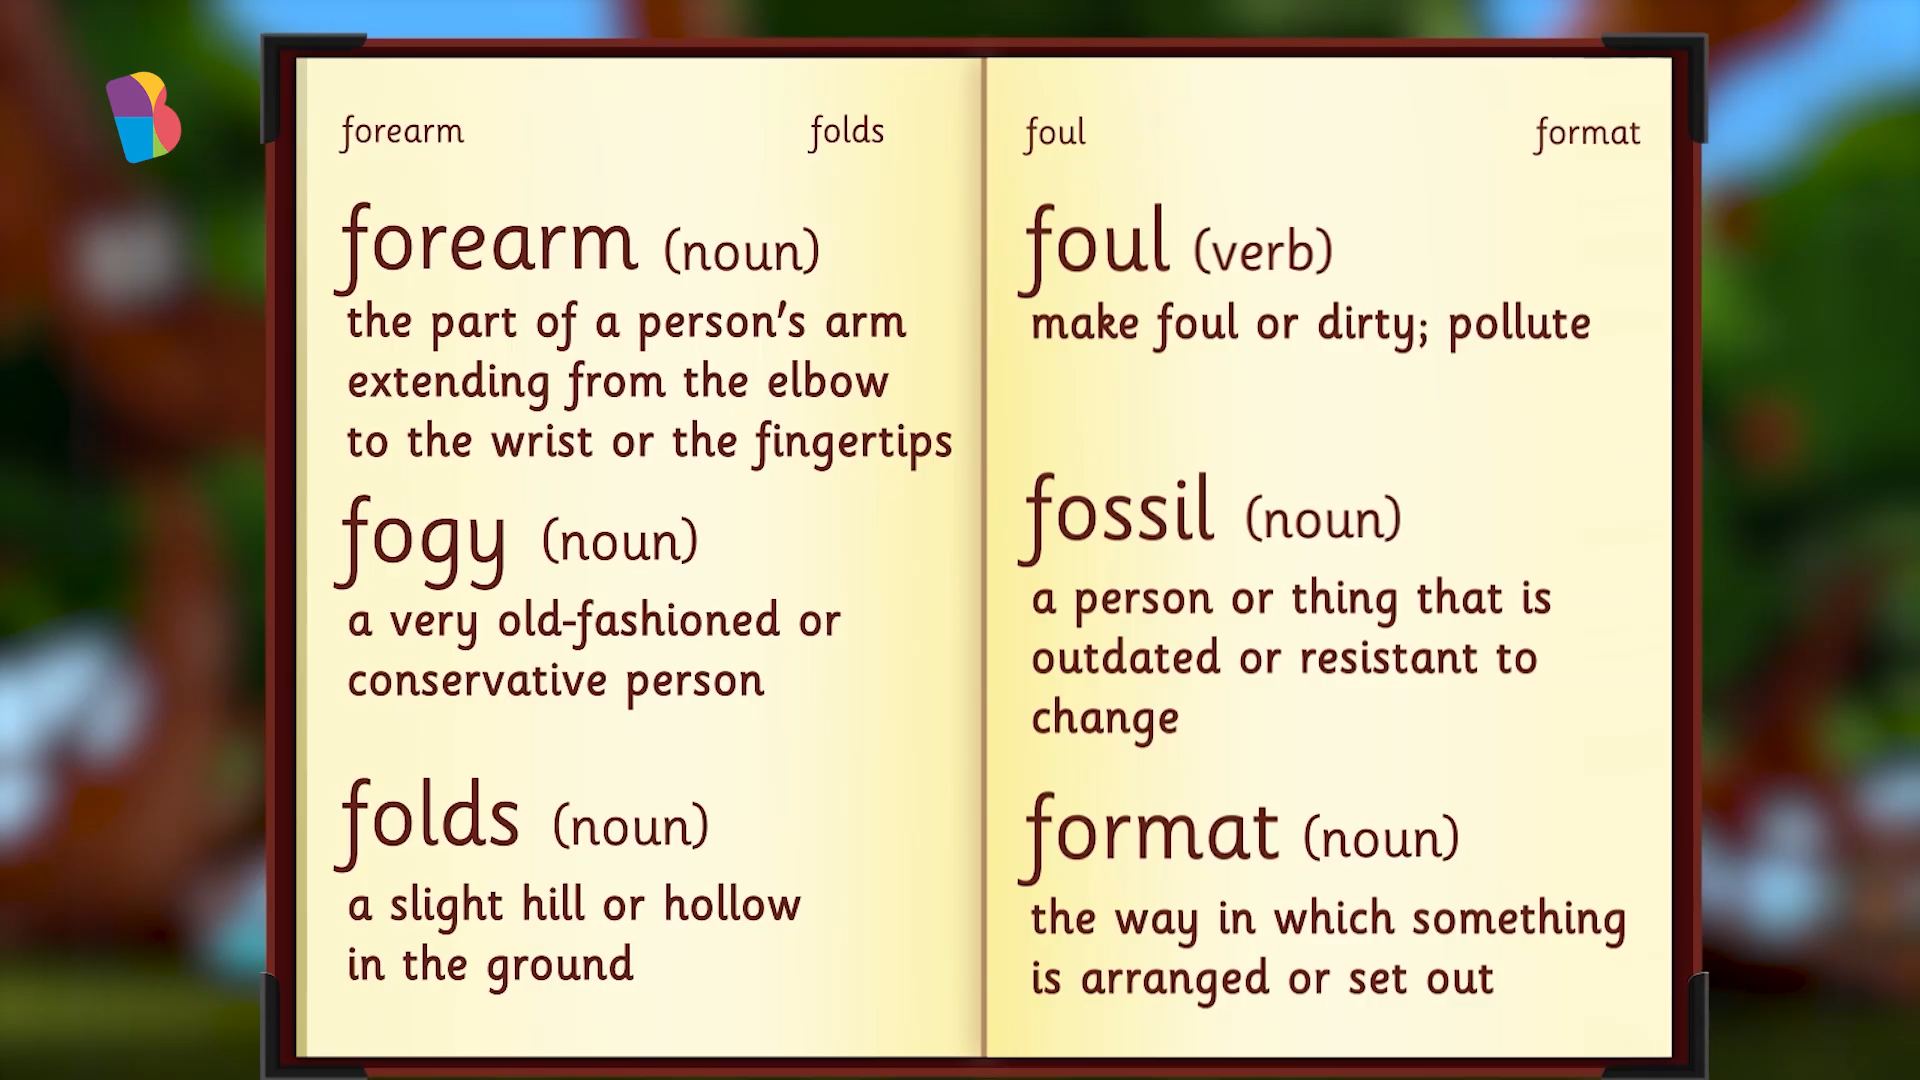 forearm folds
forearm (noun)
the part of a person's arm
extending from the elbow
to the wrist or the fingertips
fogy (noun)
a very old-fashioned or
conservative person
folds (noun)
a slight hill or hollow
in the ground
foul format
foul (verb)
make foul or dirty; pollute
fossil (noun)
a person or thing that is
outdated or resistant to
change
format (noun)
the way in which something
is arranged or set out